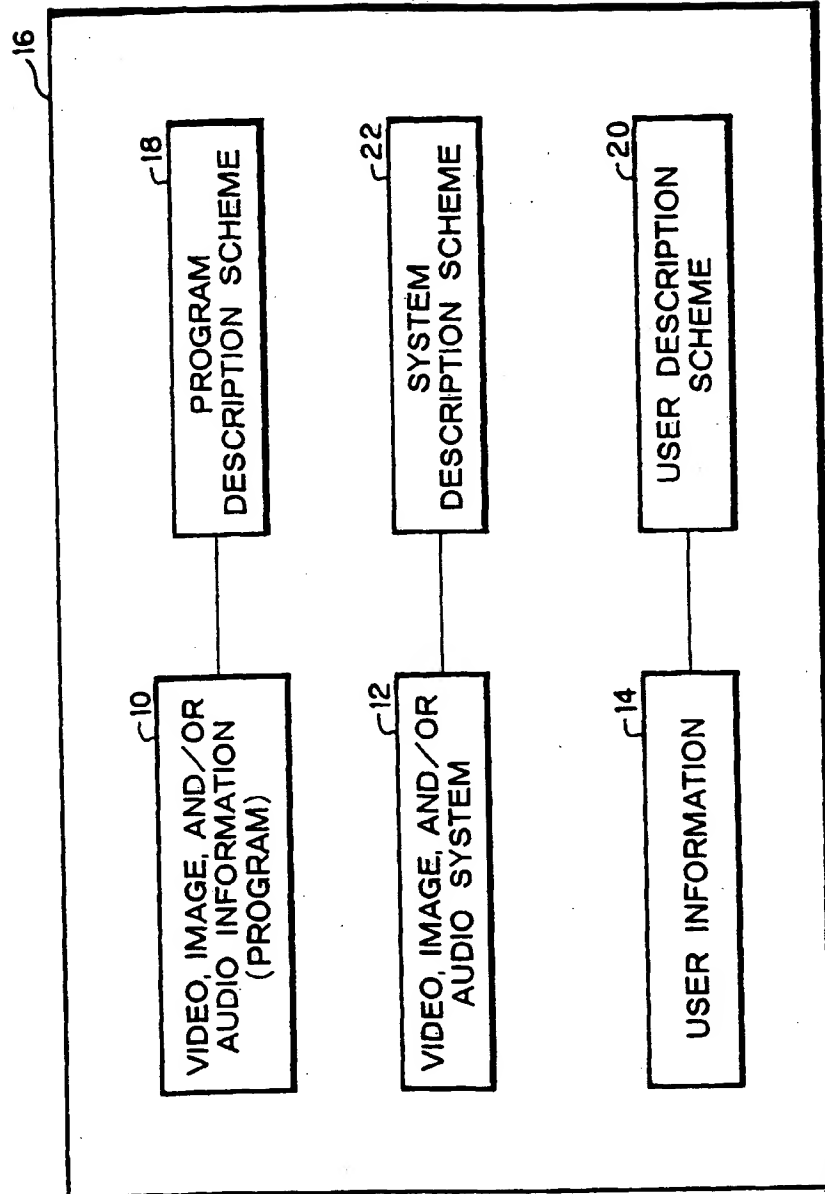 16
10
VIDEO, IMAGE, AND/OR
AUDIO INFORMATION
(PROGRAM)
18
PROGRAM
DESCRIPTION SCHEME
12
VIDEO, IMAGE, AND/OR
AUDIO SYSTEM
22
SYSTEM
DESCRIPTION SCHEME
14
USER INFORMATION
20
USER DESCRIPTION
SCHEME